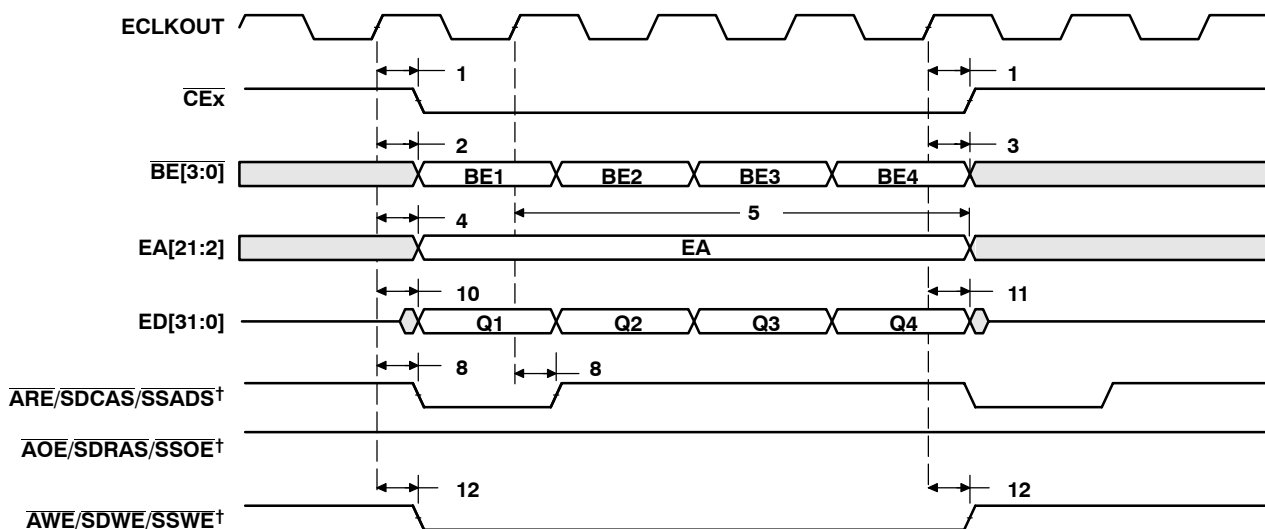 ECLKOUT
1 1
CEx
2 3
BE[3:0] BE1 BE2 BE3 BE4
4 5
EA[21:2] EA
10 11
ED[31:0] Q1 Q2 Q3 Q4
8 8
ARE/SDCAS/SSADS†
AOE/SDRAS/SSOE†
12 12
AWE/SDWE/SSWE†